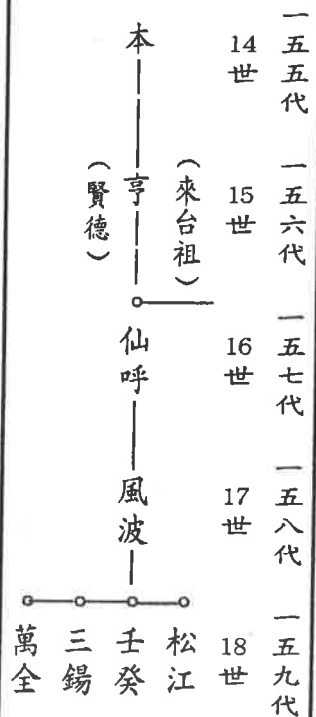 一五五代 一五六代 一五七代 一五八代 一五九代
14世 15世 16世 17世 18世
（來台祖）
本 亨 仙呼 風波
（賢德）
松江
壬癸
三錫
萬全